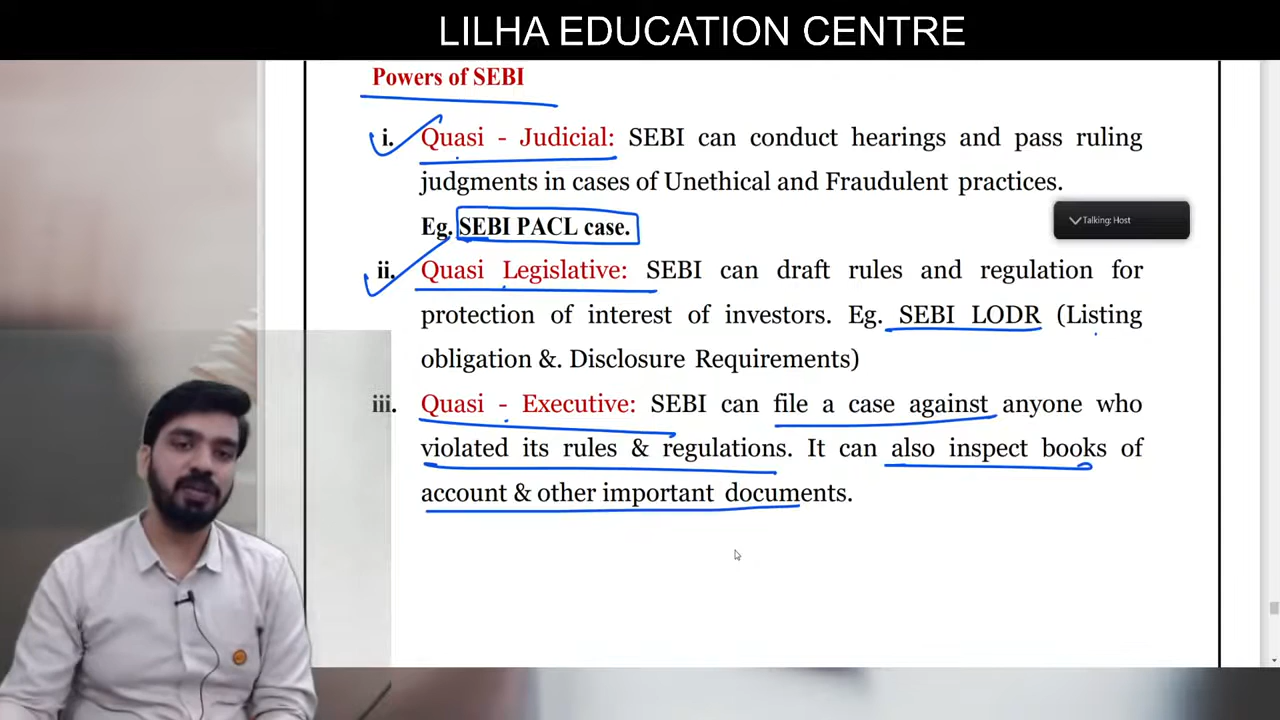 LILHA EDUCATION CENTRE
Powers of SEBI
i. Quasi - Judicial: SEBI can conduct hearings and pass ruling
judgments in cases of Unethical and Fraudulent practices.
Talking: Host
Eg. SEBI PACL case.
ii. Quasi Legislative: SEBI can draft rules and regulation for
protection of interest of investors. Eg. SEBI LODR (Listing
obligation &. Disclosure Requirements)
iii. Quasi - Executive: SEBI can file a case against anyone who
violated its rules & regulations. It can also inspect books of
account & other important documents.